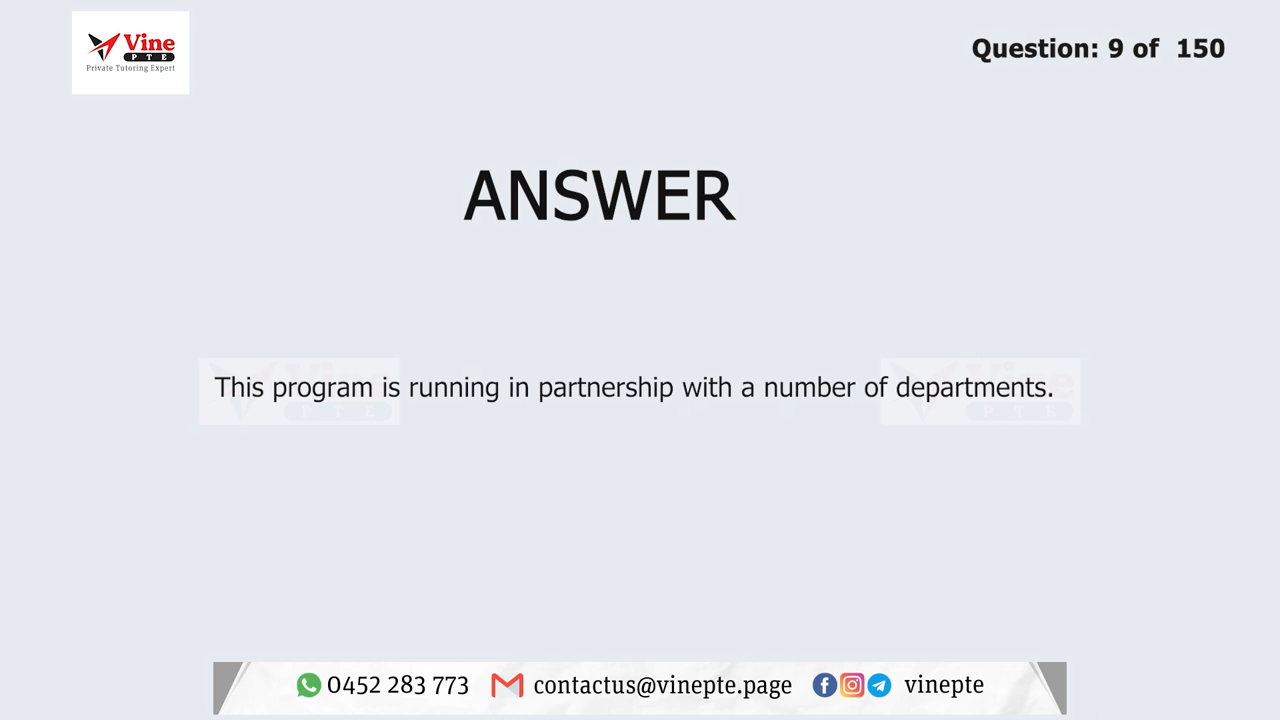 Vine
PTE
Private Tutoring Expert
Question: 9 of 150
ANSWER
This program is running in partnership with a number of departments.
0452 283 773 contactus@vinepte.page vinepte